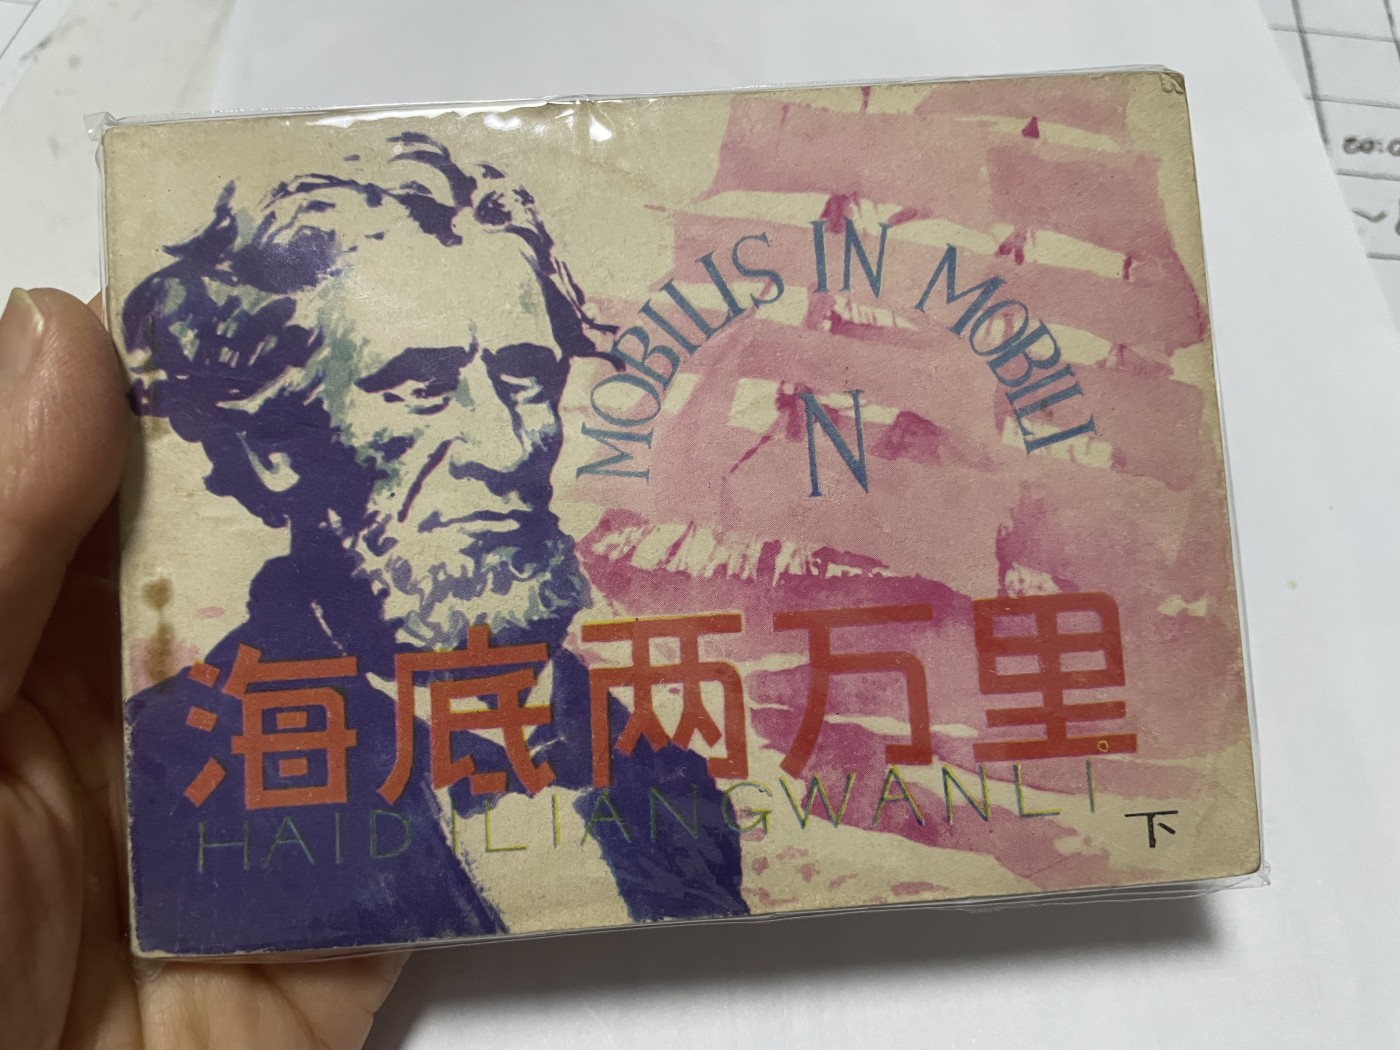 MOBILIS IN MOBILI
N
海底两万里
HAIDILIANGWANLI
下